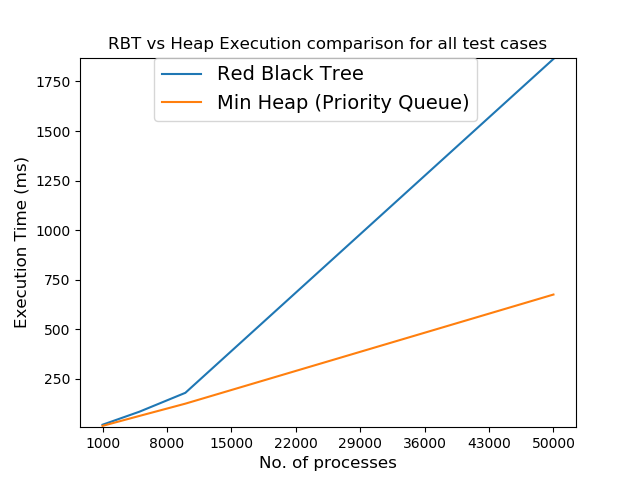 RBT vs Heap Execution comparison for all test cases
Red Black Tree
Min Heap (Priority Queue)
Execution Time (ms)
1750
1500
1250
1000
750
500
250
1000 8000 15000 22000 29000 36000 43000 50000
No. of processes